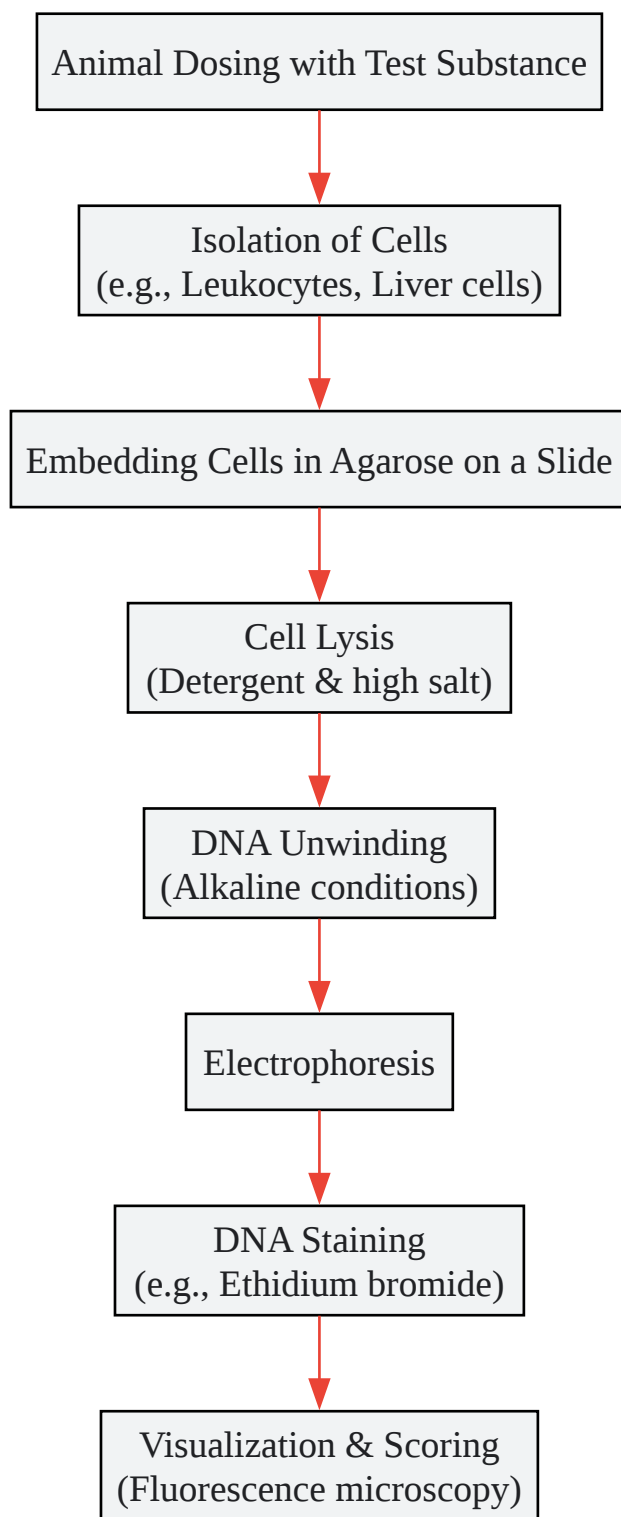 Animal Dosing with Test Substance
Isolation of Cells
(e.g., Leukocytes, Liver cells)
Embedding Cells in Agarose on a Slide
Cell Lysis
(Detergent & high salt)
DNA Unwinding
(Alkaline conditions)
Electrophoresis
DNA Staining
(e.g., Ethidium bromide)
Visualization & Scoring
(Fluorescence microscopy)